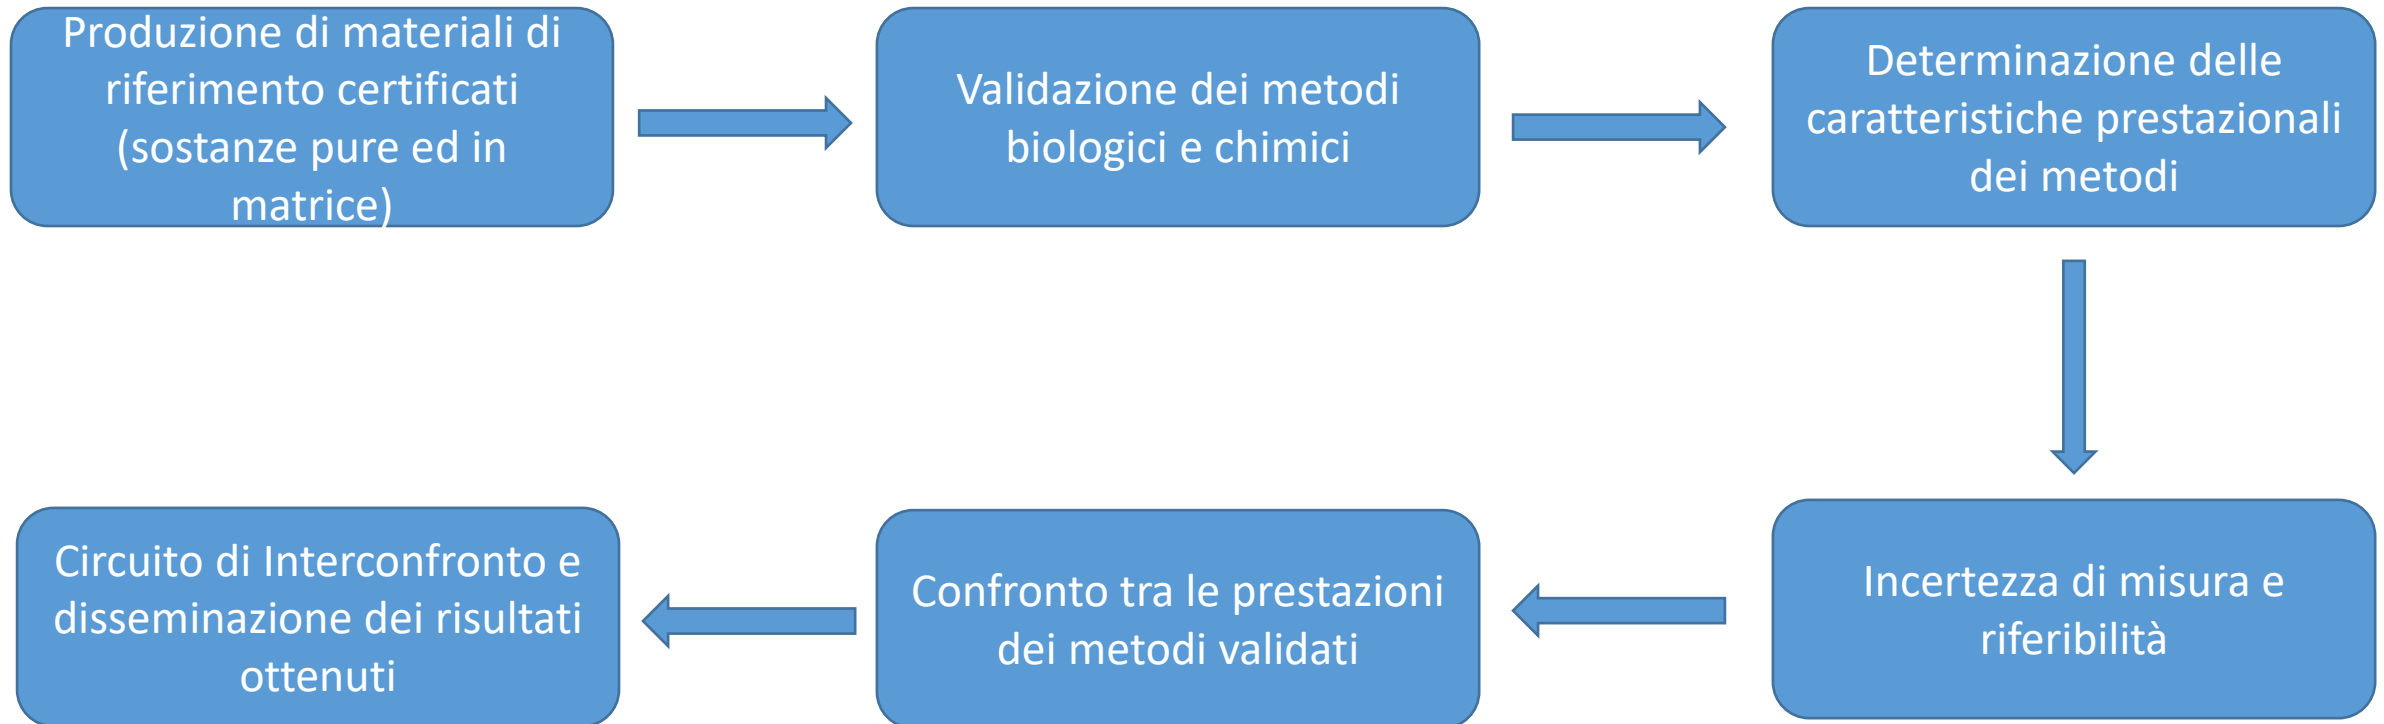 Produzione di materiali di
riferimento certificati
(sostanze pure ed in
matrice)
Validazione dei metodi
biologici e chimici
Determinazione delle
caratteristiche prestazionali
dei metodi
Incertezza di misura e
riferibilità
Confronto tra le prestazioni
dei metodi validati
Circuito di Interconfronto e
disseminazione dei risultati
ottenuti